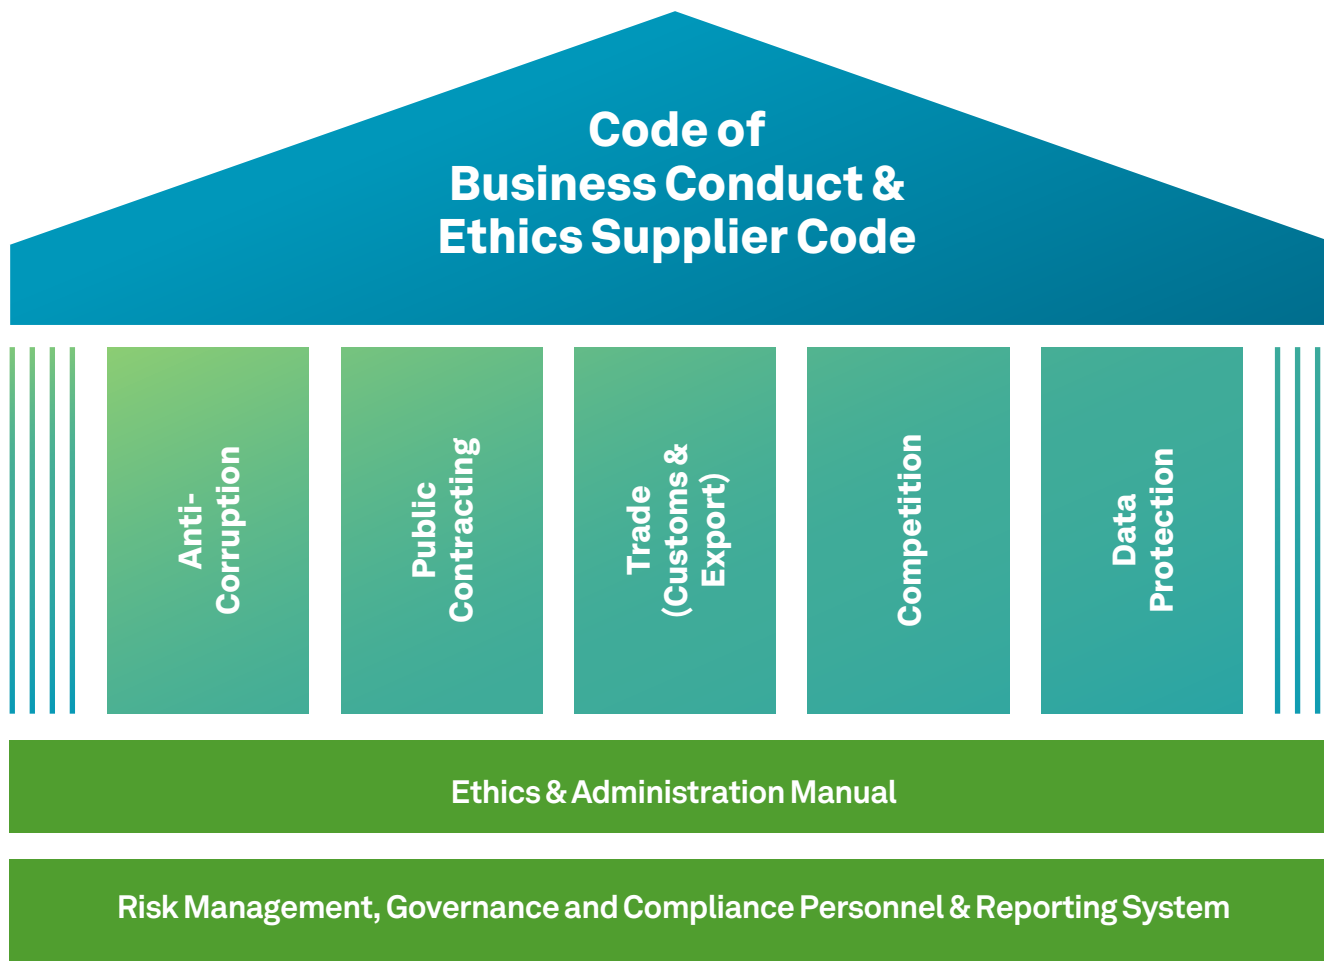 Code of
Business Conduct &
Ethics Supplier Code
Anti-
Corruption
Public
Contracting
Trade
(Customs &
Export)
Competition
Data
Protection
Ethics & Administration Manual
Risk Management, Governance and Compliance Personnel & Reporting System